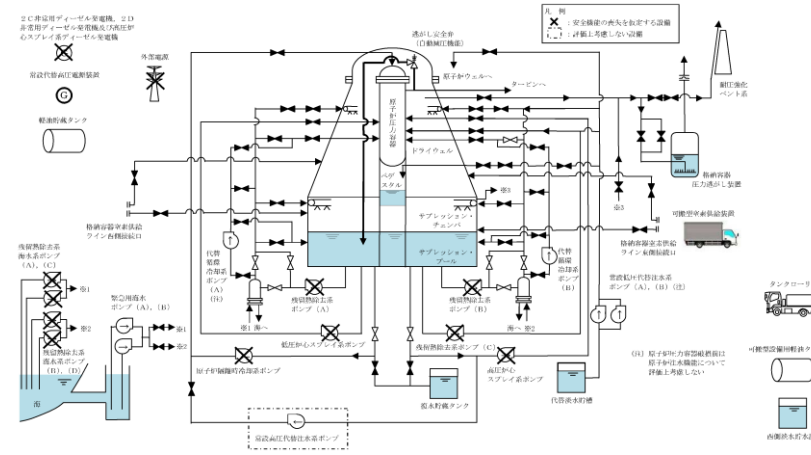 ２Ｃ非常用ディーゼル発電機，２Ｄ
非常用ディーゼル発電機及び高圧炉
心スプレイ系ディーゼル発電機
外部電源
常設代替高圧電源装置
G
軽油貯蔵タンク
凡 例
：安全機能の喪失を仮定する設備
：評価上考慮しない設備
逃がし安全弁
（自動減圧機能）
原子炉ウェルへ
タービンへ
原子炉圧力容器
ドライウェル
ペデ
スタル
サプレッション・
チェンバ
サプレッション・
プール
耐圧強化
ベント系
格納容器
圧力逃がし装置
※3
※3
可搬型窒素供給装置
格納容器窒素供給
ライン西側接続口
格納容器窒素供給
ライン東側接続口
残留熱除去系
海水系ポンプ
（A），（C）
※1
※2
残留熱除去系
海水系ポンプ
（B），（D）
海
緊急用海水
ポンプ（A），（B）
※1
※2
代替
循環
冷却系
ポンプ
（A）
（注）
代替
循環
冷却系
ポンプ
（B）
残留熱除去系
ポンプ（A）
残留熱除去系
ポンプ（B）
※1 海へ
海へ ※2
常設低圧代替注水系
ポンプ（A），（B）（注）
低圧炉心スプレイ系ポンプ
残留熱除去系ポンプ（C）
原子炉隔離時冷却系ポンプ
高圧炉心
スプレイ系ポンプ
復水貯蔵タンク
代替淡水貯槽
常設高圧代替注水系ポンプ
（注）原子炉圧力容器破損前は
原子炉注水機能について
評価上考慮しない
タンクローリ
可搬型設備用軽油タ
西側淡水貯水設